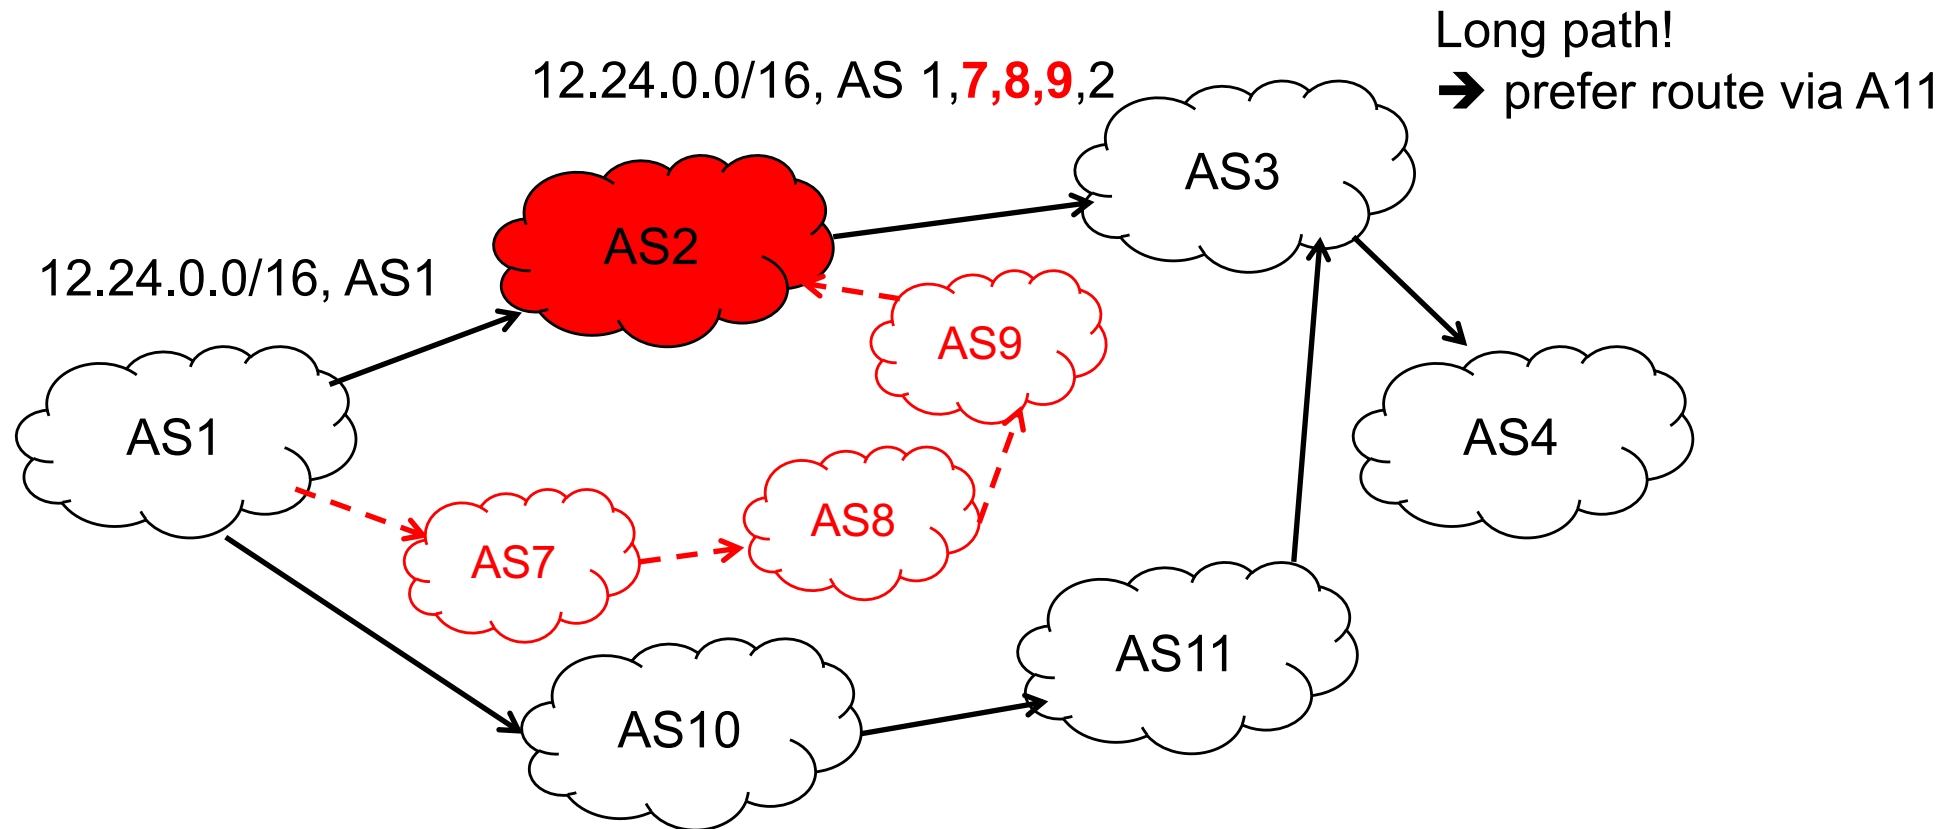 Long path!
➔ prefer route via A11
12.24.0.0/16, AS 1,7,8,9,2
AS3
AS2
12.24.0.0/16, AS1
AS9
AS1
AS4
AS8
AS7
AS11
AS10